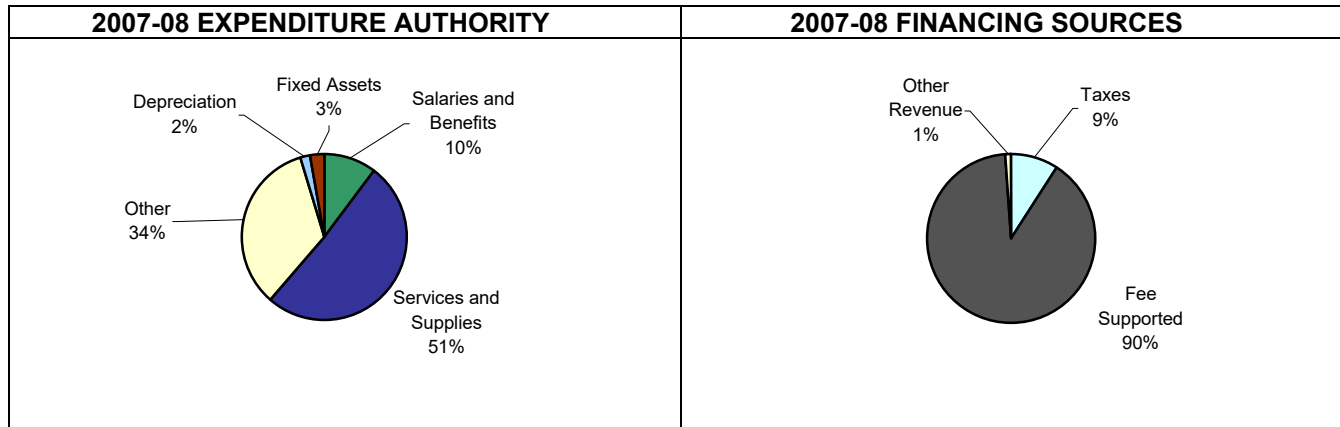 2007-08 EXPENDITURE AUTHORITY
Depreciation
2%
Fixed Assets
3%
Salaries and
Benefits
10%
Other
34%
Services and
Supplies
51%
2007-08 FINANCING SOURCES
Other
Revenue
1%
Taxes
9%
Fee
Supported
90%